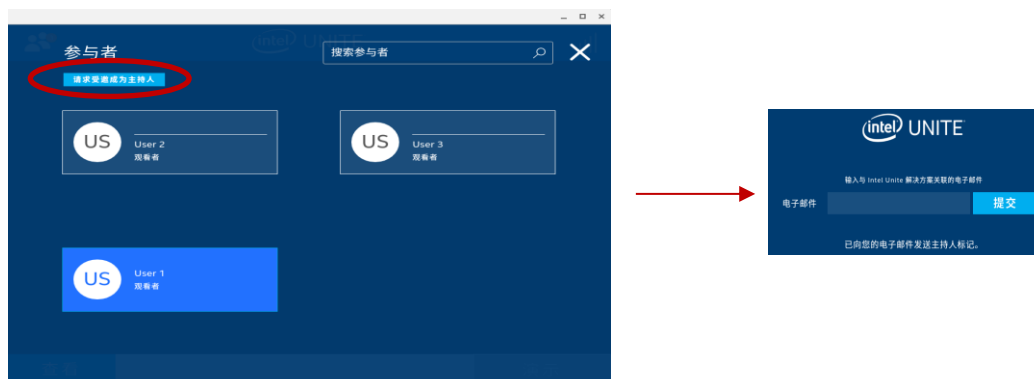 参与者
搜索参与者
请求受邀成为主持人
US
User 2
观看者
US
User 3
观看者
US
User 1
观看者
intel UNITE
输入与 Intel Unite 解决方案关联的电子邮件
电子邮件
提交
已向您的电子邮件发送主持人标记。